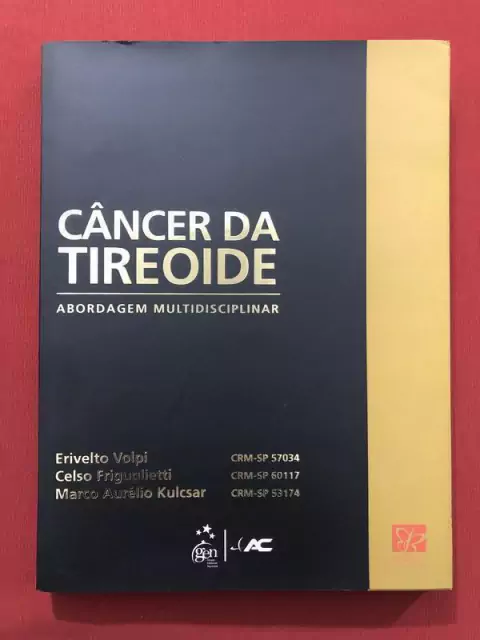 CÂNCER DA
TIREOIDE
ABORDAGEM MULTIDISCIPLINAR
Erivelto Volpi CRM-SP 57034
Celso Friguglietti CRM-SP 60117
Marco Aurélio Kulcsar CRM-SP 53174
gen
AC